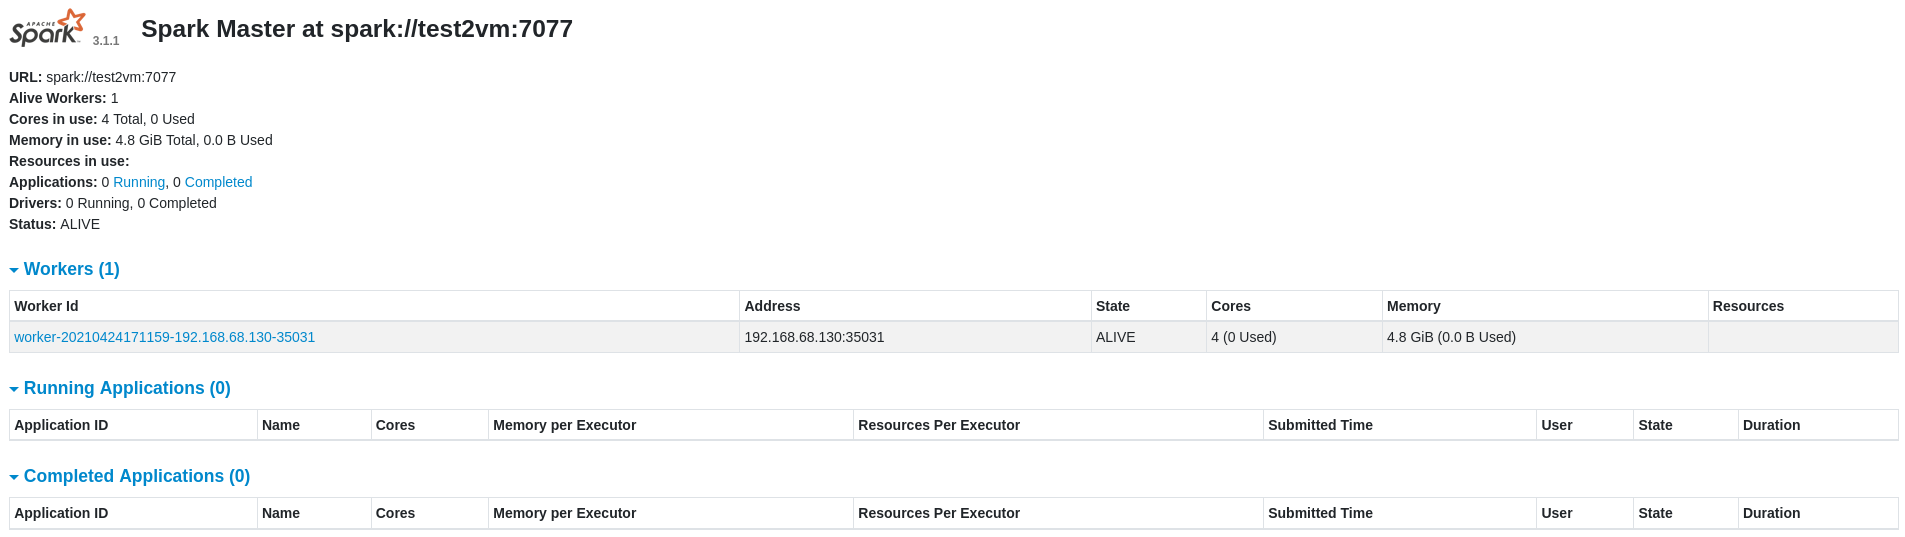 APACHE
Spark 3.1.1 Spark Master at spark://test2vm:7077
URL: spark://test2vm:7077
Alive Workers: 1
Cores in use: 4 Total, 0 Used
Memory in use: 4.8 GiB Total, 0.0 B Used
Resources in use:
Applications: 0 Running, 0 Completed
Drivers: 0 Running, 0 Completed
Status: ALIVE
Workers (1)
Worker Id Address State Cores Memory Resources
worker-20210424171159-192.168.68.130-35031 192.168.68.130:35031 ALIVE 4 (0 Used) 4.8 GiB (0.0 B Used)
Running Applications (0)
Application ID Name Cores Memory per Executor Resources Per Executor Submitted Time User State Duration
Completed Applications (0)
Application ID Name Cores Memory per Executor Resources Per Executor Submitted Time User State Duration